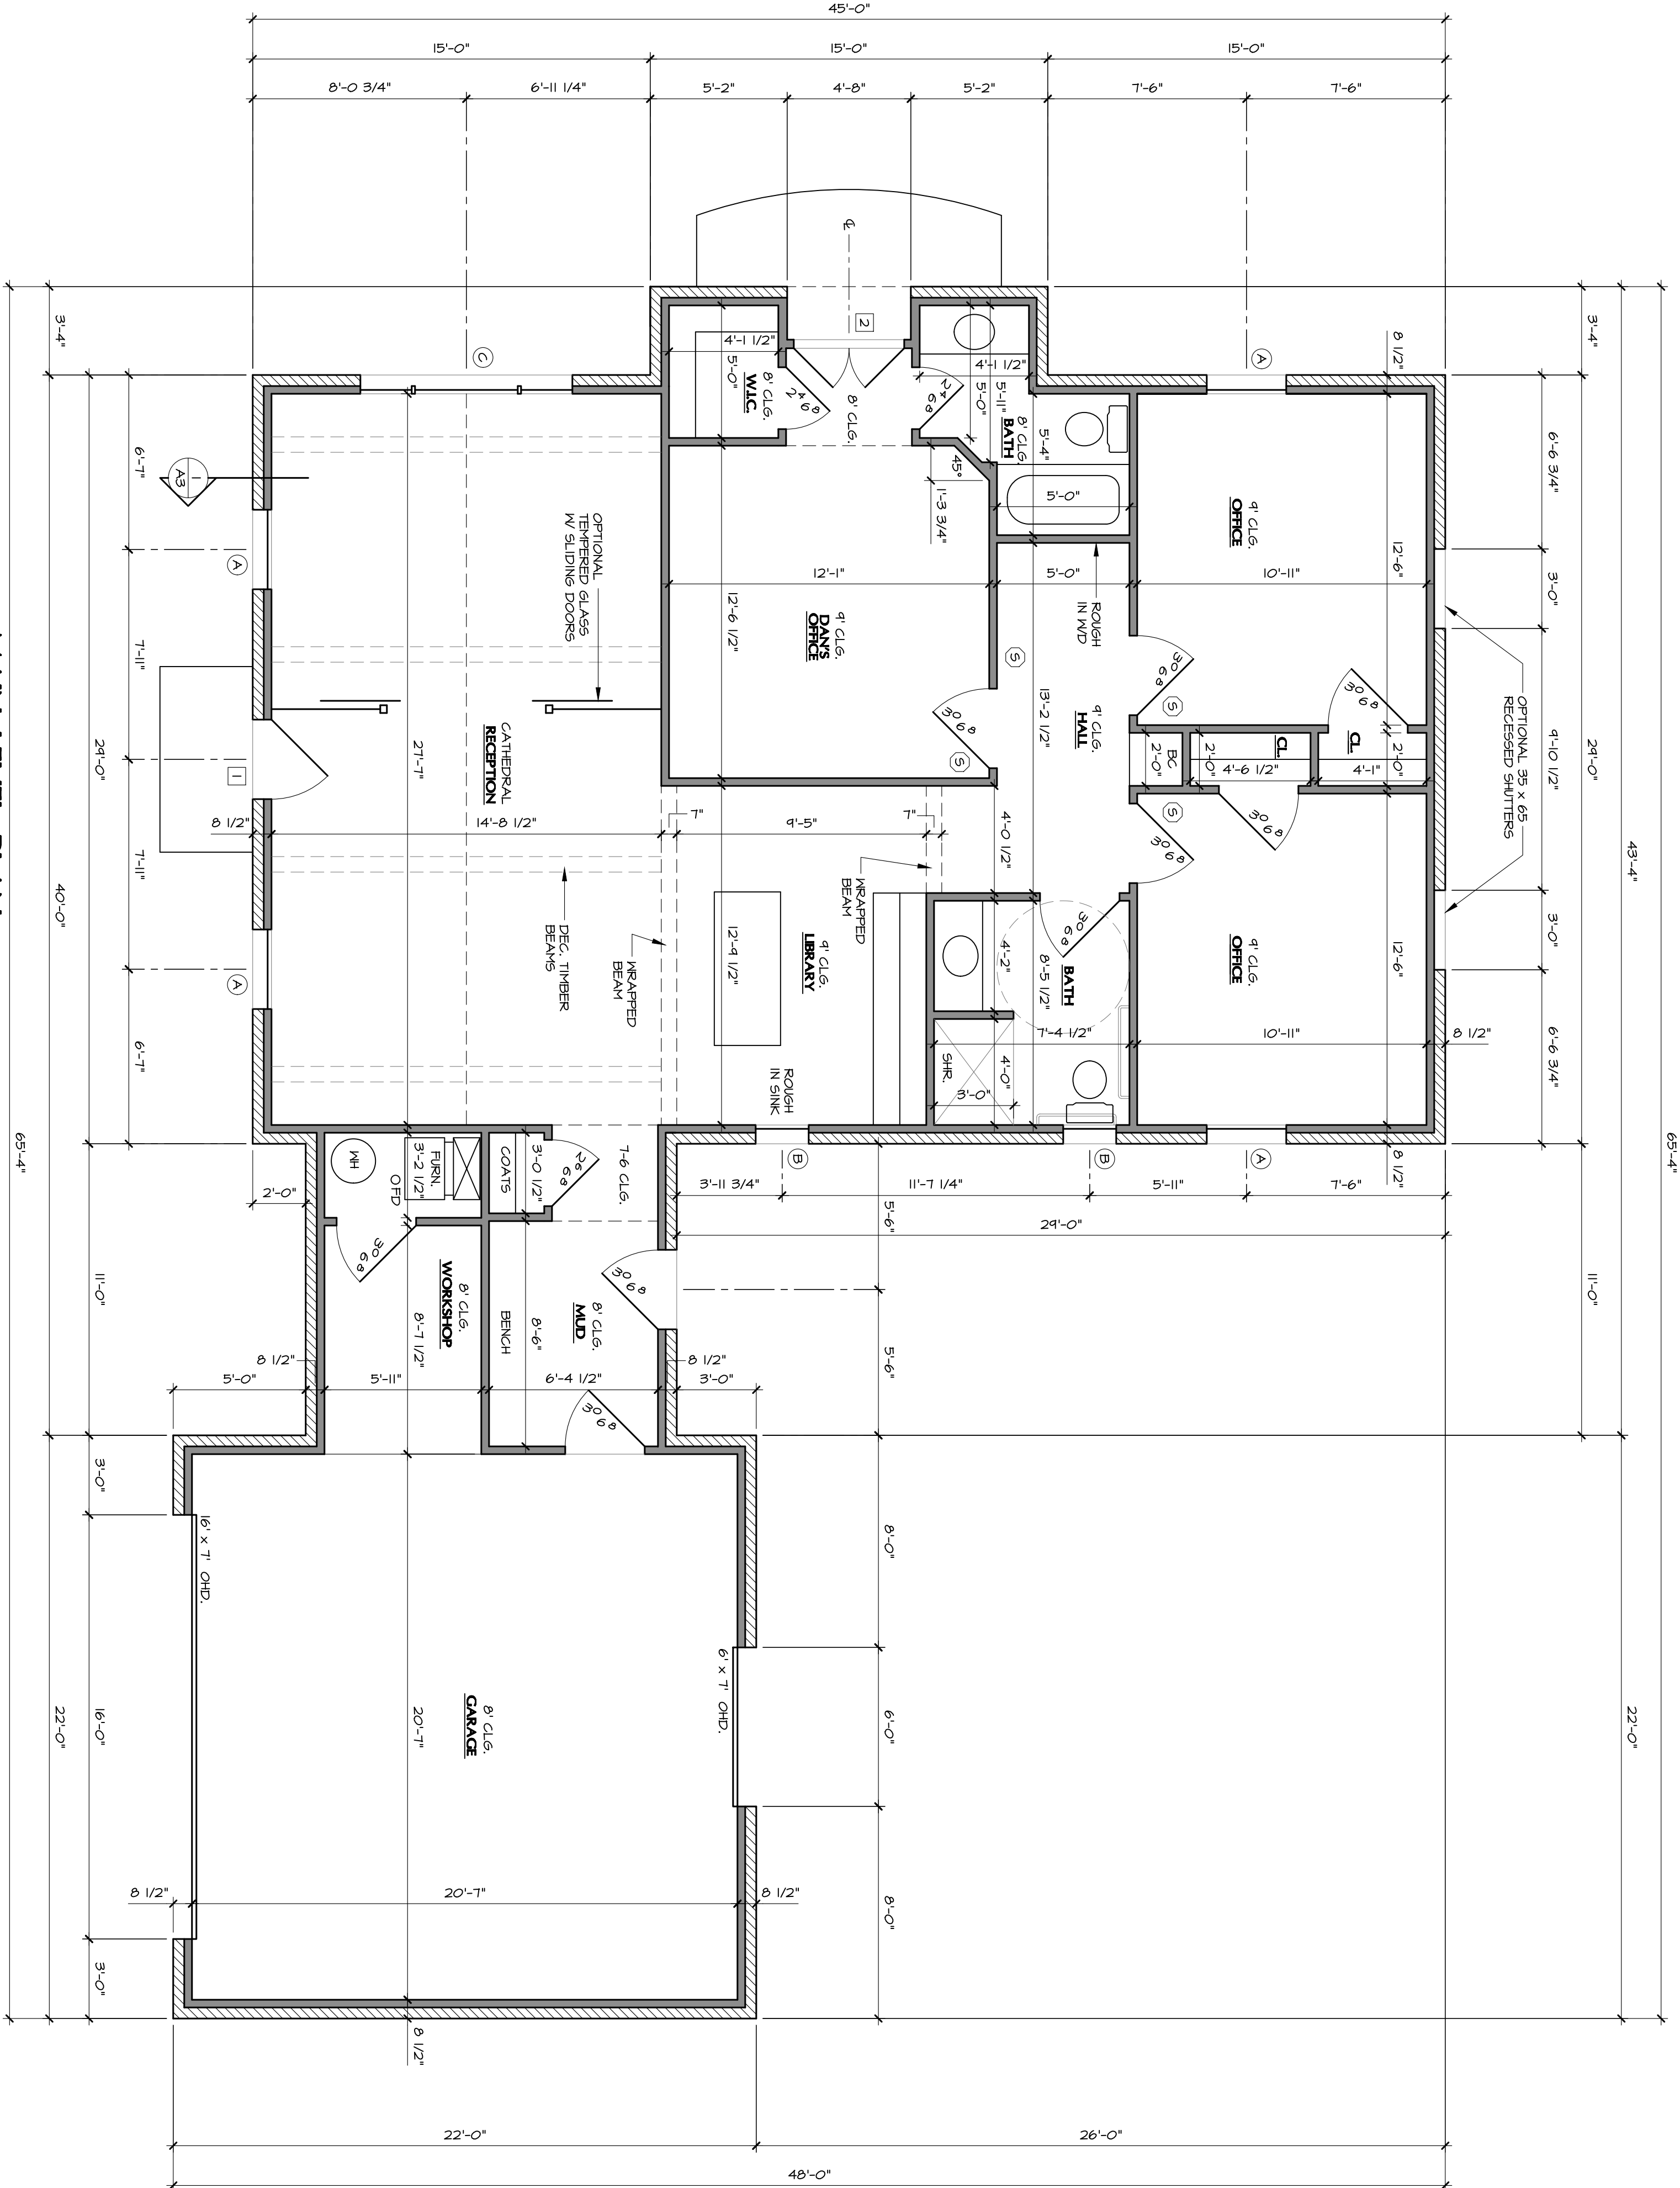 45'-0"
15'-0"
15'-0"
15'-0"
8'-0 3/4"
6'-11 1/4"
5'-2"
4'-8"
5'-2"
7'-6"
7'-6"
65'-4"
43'-4"
22'-0"
3'-4"
29'-0"
11'-0"
6'-6 3/4"
3'-0"
9'-10 1/2"
3'-0"
6'-6 3/4"
OPTIONAL 35 x 65
RECESSED SHUTTERS
8 1/2"
8 1/2"
8 1/2"
A
9' CLG.
OFFICE
12'-6"
10'-11"
3068
3068
S
CL.
4'-1"
2'-0"
CL.
4'-6 1/2"
2'-0"
BC
2'-0"
9' CLG.
OFFICE
12'-6"
10'-11"
3068
3068
S
A
7'-6"
5'-11"
11'-7 1/4"
3'-11 3/4"
29'-0"
B
B
2
℄
8' CLG.
8' CLG.
BATH
4'-1 1/2"
5'-0"
5'-11"
5'-4"
5'-0"
2468
45°
1'-3 3/4"
8' CLG.
W.I.C.
4'-1 1/2"
5'-0"
2468
9' CLG.
DAN'S
OFFICE
12'-1"
12'-6 1/2"
3068
S
S
ROUGH
IN W/D
5'-0"
9' CLG.
HALL
13'-2 1/2"
4'-0 1/2"
BATH
8'-5 1/2"
7'-4 1/2"
4'-2"
4'-0"
3'-0"
SHR.
3068
WRAPPED
BEAM
7"
7"
9'-5"
9' CLG.
LIBRARY
12'-9 1/2"
ROUGH
IN SINK
WRAPPED
BEAM
DEC. TIMBER
BEAMS
CATHEDRAL
RECEPTION
27'-7"
14'-8 1/2"
8 1/2"
OPTIONAL
TEMPERED GLASS
W/ SLIDING DOORS
C
1
A3
A
1
A
6'-7"
7'-11"
7'-11"
6'-7"
3'-4"
29'-0"
11'-0"
40'-0"
22'-0"
65'-4"
2'-0"
WH
OFD
FURN.
3'-2 1/2"
COATS
3'-0 1/2"
2668
7-6 CLG.
3068
8' CLG.
WORKSHOP
8'-7 1/2"
5'-11"
BENCH
8'-6"
8' CLG.
MUD
3068
6'-4 1/2"
3068
8 1/2"
8 1/2"
5'-0"
3'-0"
5'-6"
5'-6"
8'-0"
6'-0"
8'-0"
3'-0"
16'-0"
3'-0"
16' x 7' OHD.
6' x 7' OHD.
8' CLG.
GARAGE
20'-7"
20'-7"
8 1/2"
8 1/2"
8 1/2"
22'-0"
26'-0"
48'-0"